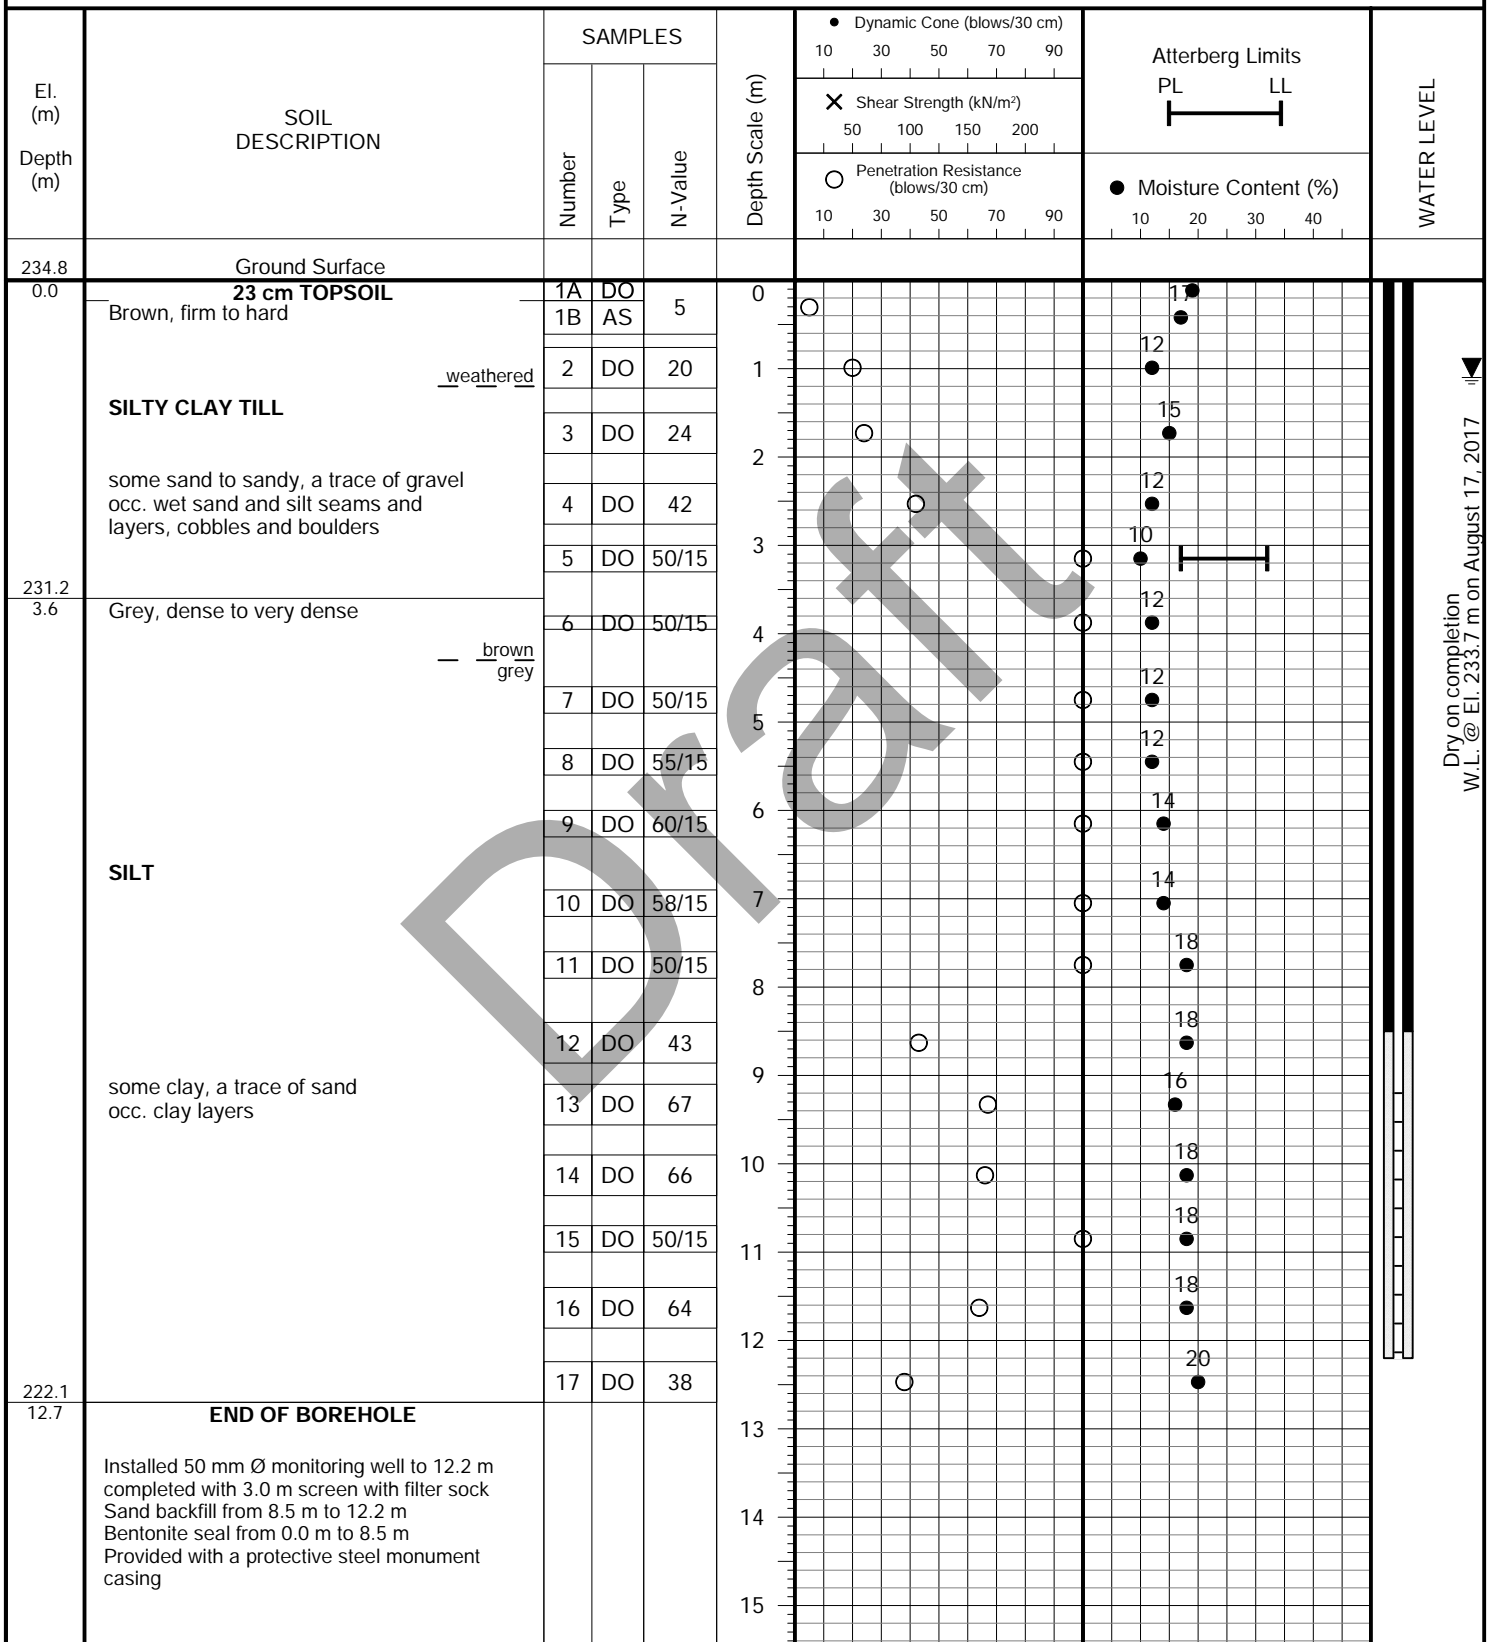 El.
(m)
Depth
(m)
SOIL
DESCRIPTION
SAMPLES
Number
Type
N-Value
Depth Scale (m)
● Dynamic Cone (blows/30 cm)
10 30 50 70 90
✕ Shear Strength (kN/m²)
50 100 150 200
○ Penetration Resistance
(blows/30 cm)
10 30 50 70 90
Atterberg Limits
PL LL
● Moisture Content (%)
10 20 30 40
WATER LEVEL
234.8 Ground Surface
0.0 23 cm TOPSOIL 1A DO 5 0
Brown, firm to hard 1B AS 17
12
weathered 2 DO 20 1
SILTY CLAY TILL 15
3 DO 24
2
some sand to sandy, a trace of gravel 12
occ. wet sand and silt seams and 4 DO 42
layers, cobbles and boulders 10
3
5 DO 50/15
231.2
3.6 Grey, dense to very dense 12
6 DO 50/15
4
brown
grey 12
7 DO 50/15
5
12
8 DO 55/15
14
6
9 DO 60/15
SILT 14
10 DO 58/15 7
18
11 DO 50/15
8
18
12 DO 43
9
some clay, a trace of sand 16
occ. clay layers 13 DO 67
18
10
14 DO 66
18
15 DO 50/15 11
18
16 DO 64
12
20
17 DO 38
222.1
12.7 END OF BOREHOLE
13
Installed 50 mm Ø monitoring well to 12.2 m
completed with 3.0 m screen with filter sock
Sand backfill from 8.5 m to 12.2 m
14
Bentonite seal from 0.0 m to 8.5 m
Provided with a protective steel monument
casing
15
Dry on completion
W.L. @ El. 233.7 m on August 17, 2017
Draft